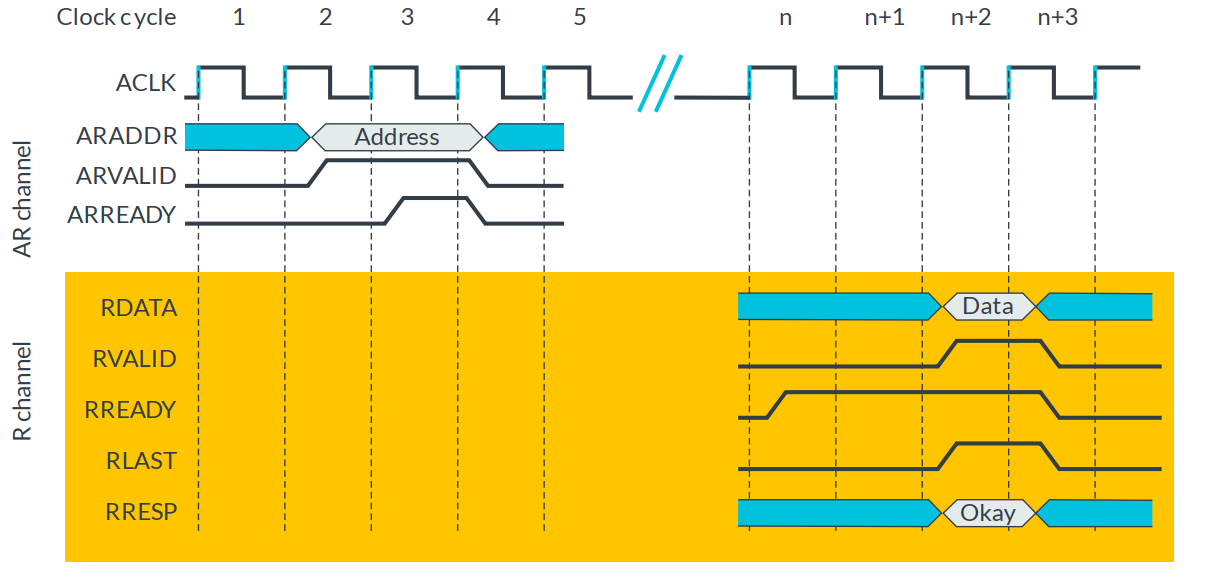 Clock cycle 1 2 3 4 5 n n+1 n+2 n+3
ACLK
AR channel
ARADDR Address
ARVALID
ARREADY
R channel
RDATA Data
RVALID
RREADY
RLAST
RRESP Okay